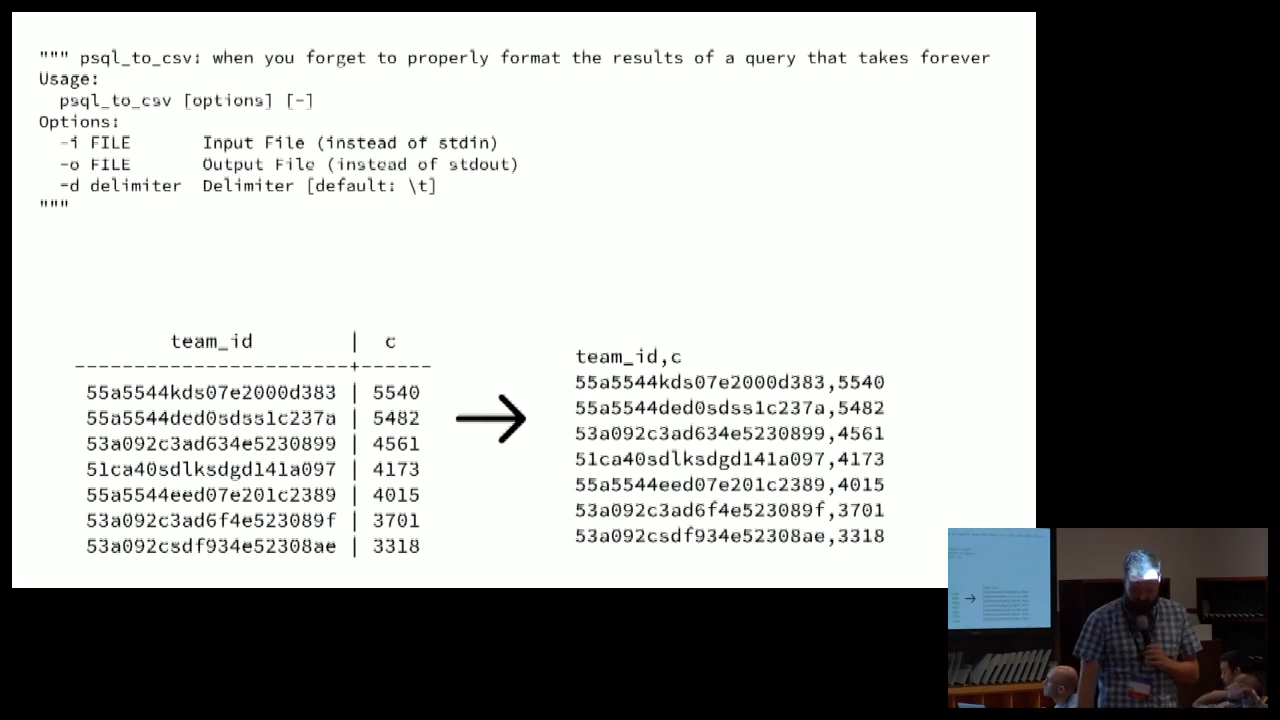 """ psql_to_csv: when you forget to properly format the results of a query that takes forever
Usage:
  psql_to_csv [options] [-]
Options:
  -i FILE       Input File (instead of stdin)
  -o FILE       Output File (instead of stdout)
  -d delimiter  Delimiter [default: \t]
"""
team_id | c
-----------------------+------
55a5544kds07e2000d383 | 5540
55a5544ded0sdss1c237a | 5482
53a092c3ad634e5230899 | 4561
51ca40sdlksdgd141a097 | 4173
55a5544eed07e201c2389 | 4015
53a092c3ad6f4e523089f | 3701
53a092csdf934e52308ae | 3318
team_id,c
55a5544kds07e2000d383,5540
55a5544ded0sdss1c237a,5482
53a092c3ad634e5230899,4561
51ca40sdlksdgd141a097,4173
55a5544eed07e201c2389,4015
53a092c3ad6f4e523089f,3701
53a092csdf934e52308ae,3318